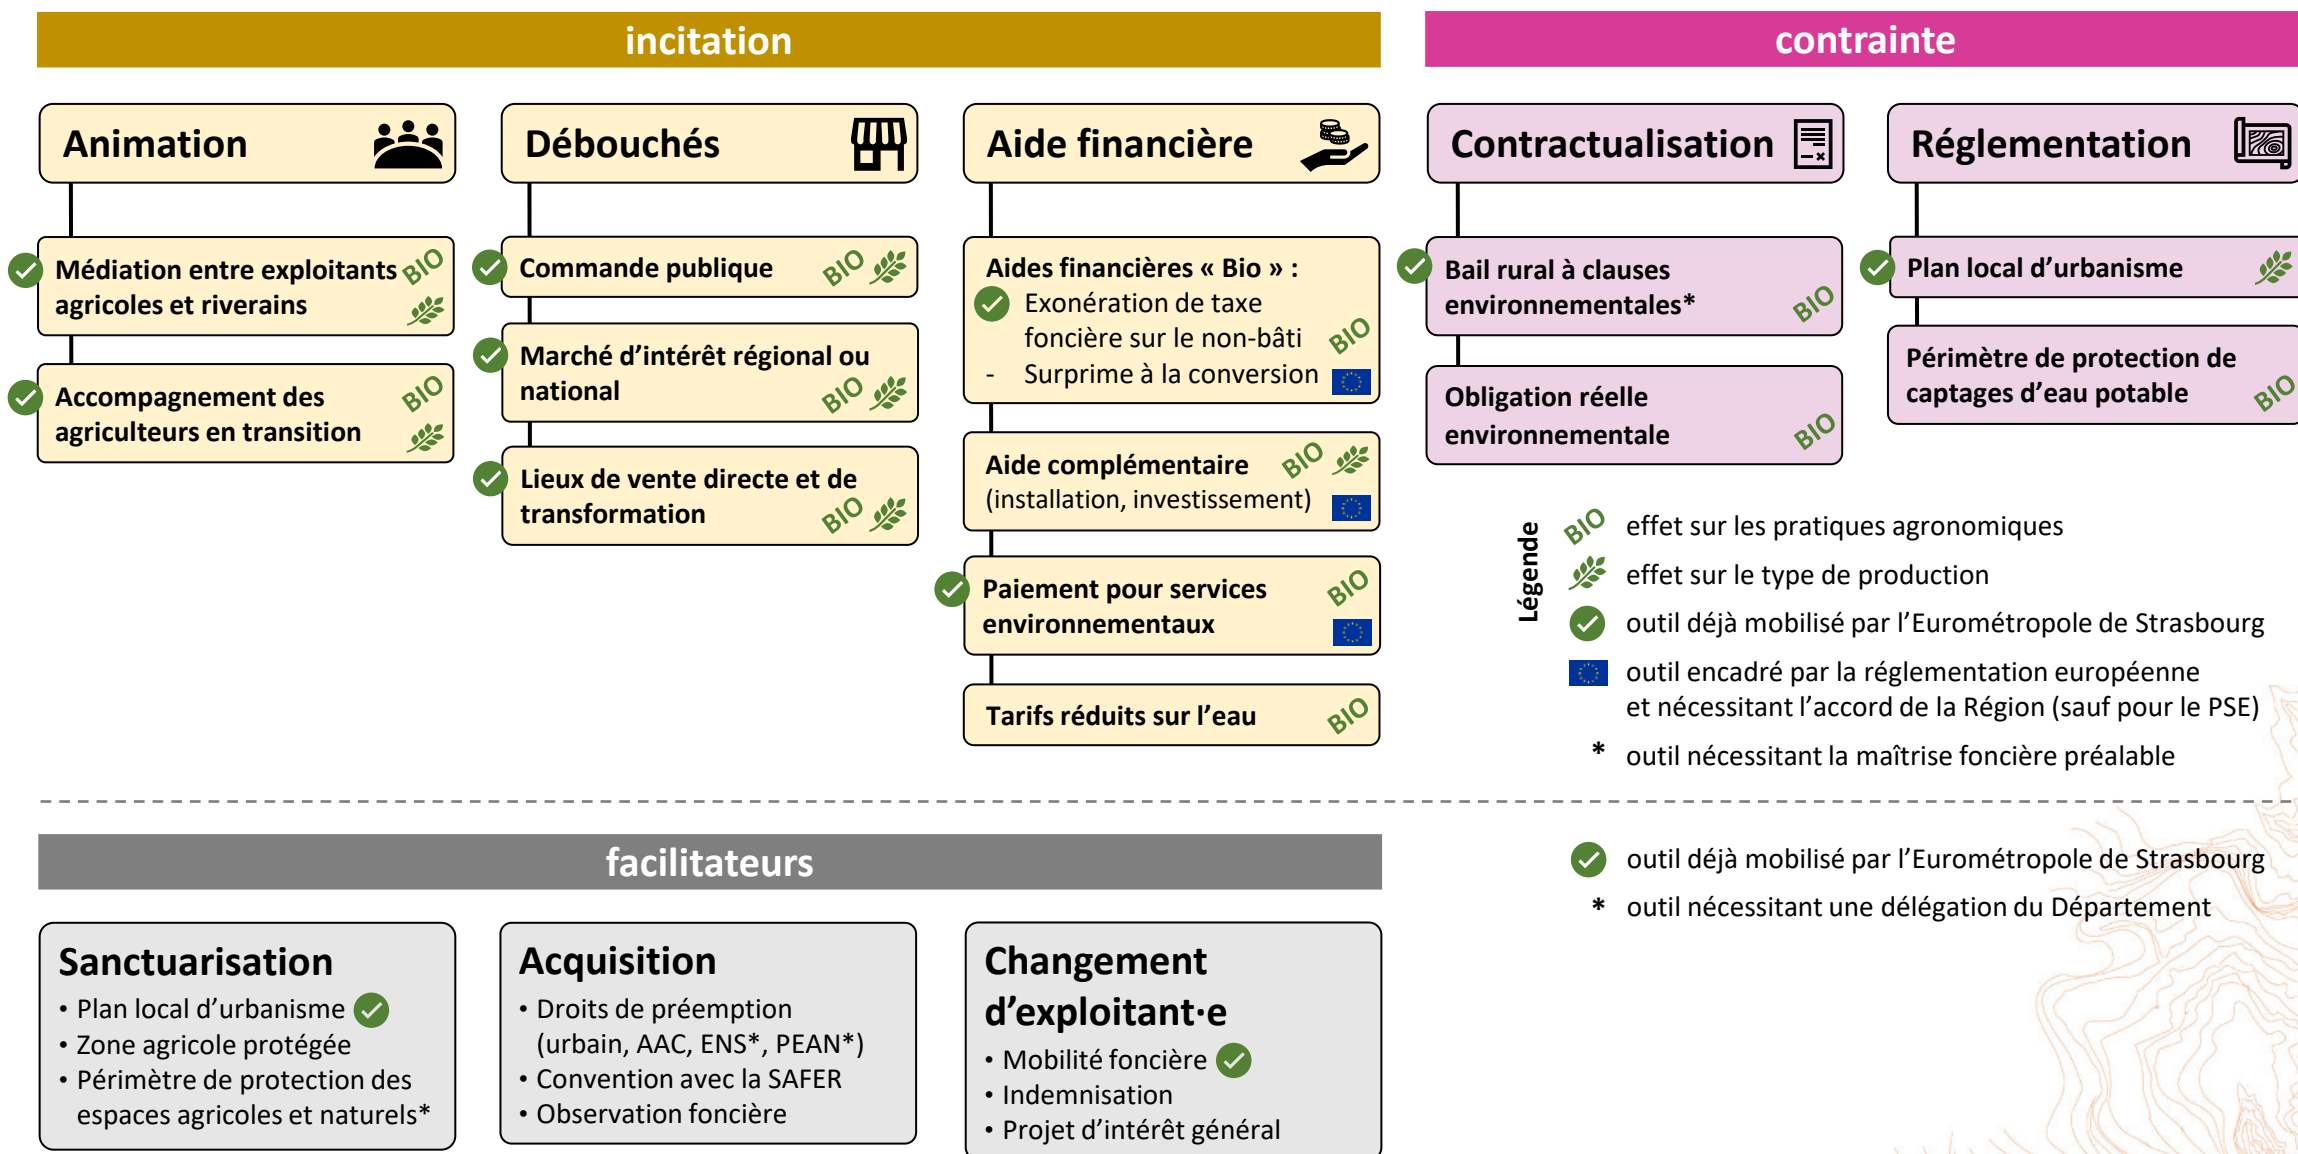 incitation
contrainte
Animation
Médiation entre exploitants BIO
agricoles et riverains
Accompagnement des BIO
agriculteurs en transition
Débouchés
Commande publique BIO
Marché d'intérêt régional ou
national BIO
Lieux de vente directe et de
transformation BIO
Aide financière
Aides financières « Bio » :
Exonération de taxe
foncière sur le non-bâti BIO
- Surprime à la conversion
Aide complémentaire BIO
(installation, investissement)
Paiement pour services BIO
environnementaux
Tarifs réduits sur l'eau BIO
Contractualisation
Bail rural à clauses
environnementales* BIO
Obligation réelle
environnementale BIO
Réglementation
Plan local d'urbanisme
Périmètre de protection de
captages d'eau potable BIO
Légende
BIO effet sur les pratiques agronomiques
effet sur le type de production
outil déjà mobilisé par l'Eurométropole de Strasbourg
outil encadré par la réglementation européenne
et nécessitant l'accord de la Région (sauf pour le PSE)
* outil nécessitant la maîtrise foncière préalable
facilitateurs
Sanctuarisation
• Plan local d'urbanisme
• Zone agricole protégée
• Périmètre de protection des
espaces agricoles et naturels*
Acquisition
• Droits de préemption
(urbain, AAC, ENS*, PEAN*)
• Convention avec la SAFER
• Observation foncière
Changement
d'exploitant·e
• Mobilité foncière
• Indemnisation
• Projet d'intérêt général
outil déjà mobilisé par l'Eurométropole de Strasbourg
* outil nécessitant une délégation du Département